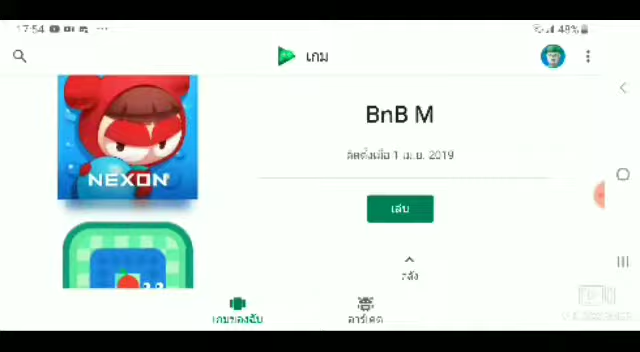 17:54
48%
เกม
BnB M
ติดตั้งเมื่อ 1 เม.ย. 2019
NEXON
เล่น
คลัง
เกมของฉัน
อาร์เคด